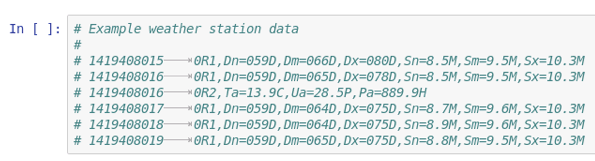 In [ ]: # Example weather station data
#
# 1419408015→0R1,Dn=059D,Dm=066D,Dx=080D,Sn=8.5M,Sm=9.5M,Sx=10.3M
# 1419408016→0R1,Dn=059D,Dm=065D,Dx=078D,Sn=8.5M,Sm=9.5M,Sx=10.3M
# 1419408016→0R2,Ta=13.9C,Ua=28.5P,Pa=889.9H
# 1419408017→0R1,Dn=059D,Dm=064D,Dx=075D,Sn=8.7M,Sm=9.6M,Sx=10.3M
# 1419408018→0R1,Dn=059D,Dm=064D,Dx=075D,Sn=8.9M,Sm=9.6M,Sx=10.3M
# 1419408019→0R1,Dn=059D,Dm=065D,Dx=075D,Sn=8.8M,Sm=9.5M,Sx=10.3M